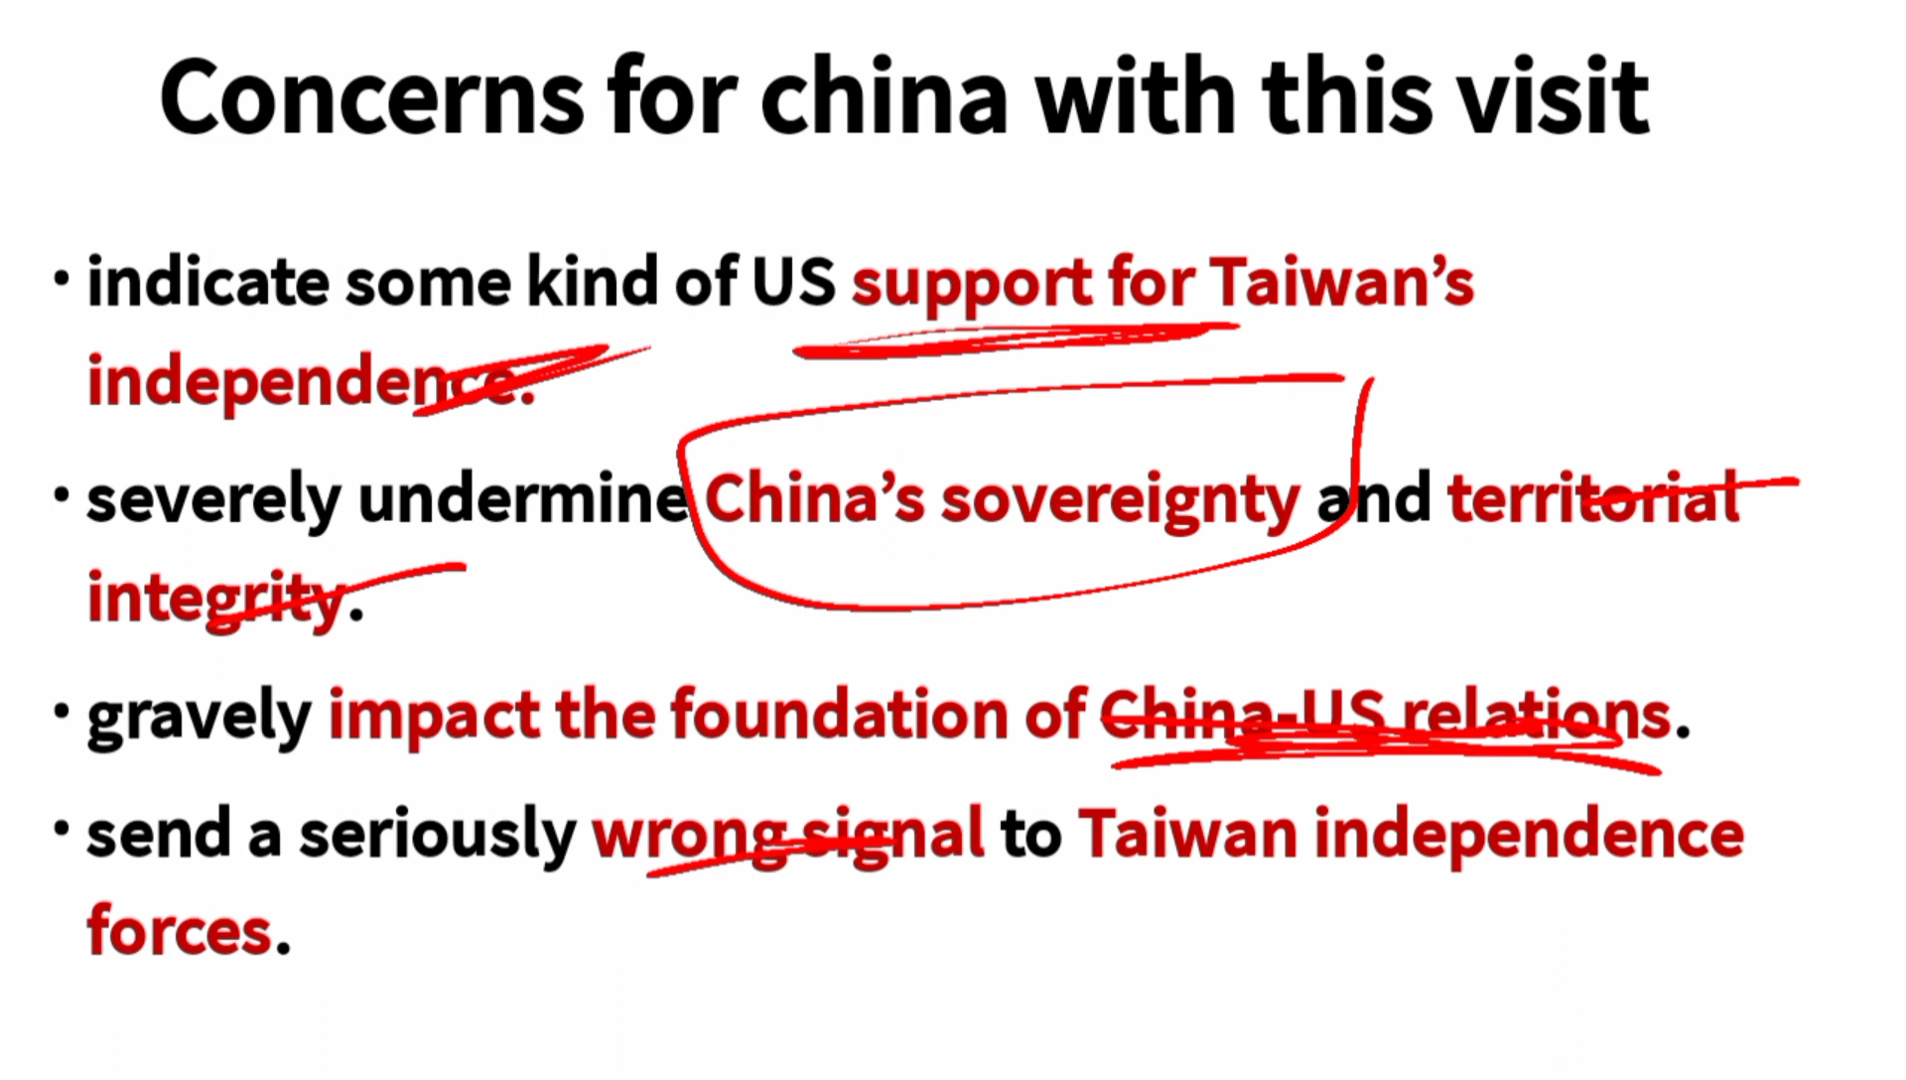 Concerns for china with this visit
• indicate some kind of US support for Taiwan’s
independence.
• severely undermine China’s sovereignty and territorial
integrity.
• gravely impact the foundation of China-US relations.
• send a seriously wrong signal to Taiwan independence
forces.